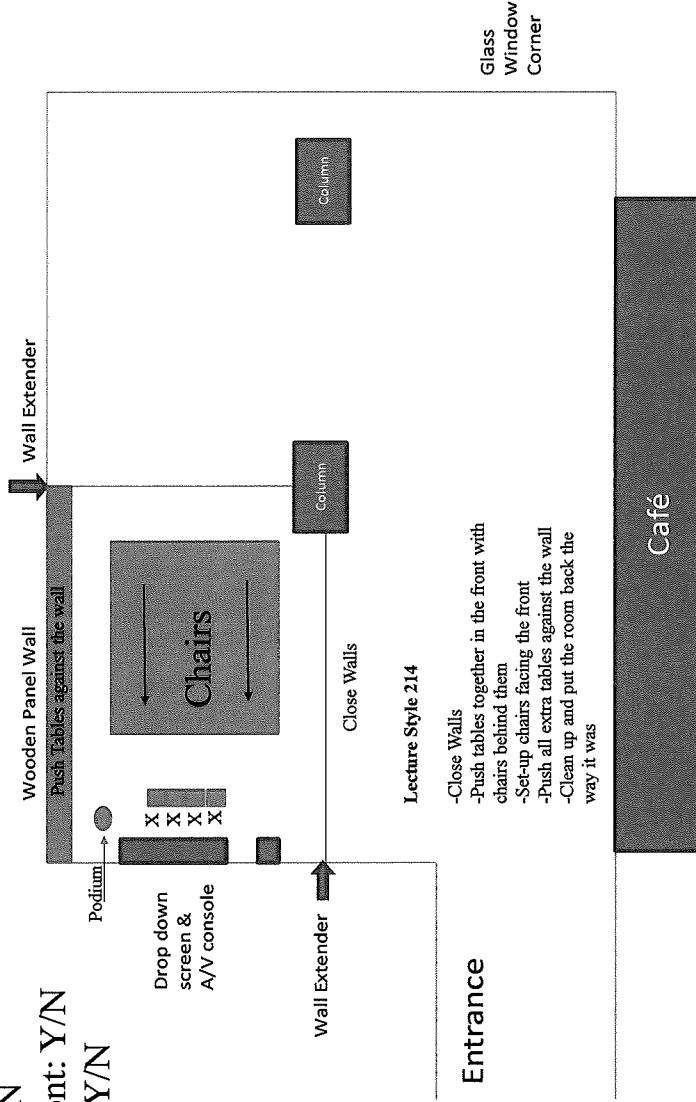 N
nt: Y/N
Y/N
Wooden Panel Wall
Wall Extender
Push Tables against the wall
Podium
Drop down
screen &
A/V console
X
X
X
X
Chairs
Column
Column
Glass
Window
Corner
Wall Extender
Close Walls
Entrance
Lecture Style 214
-Close Walls
-Push tables together in the front with
chairs behind them
-Set-up chairs facing the front
-Push all extra tables against the wall
-Clean up and put the room back the
way it was
Café